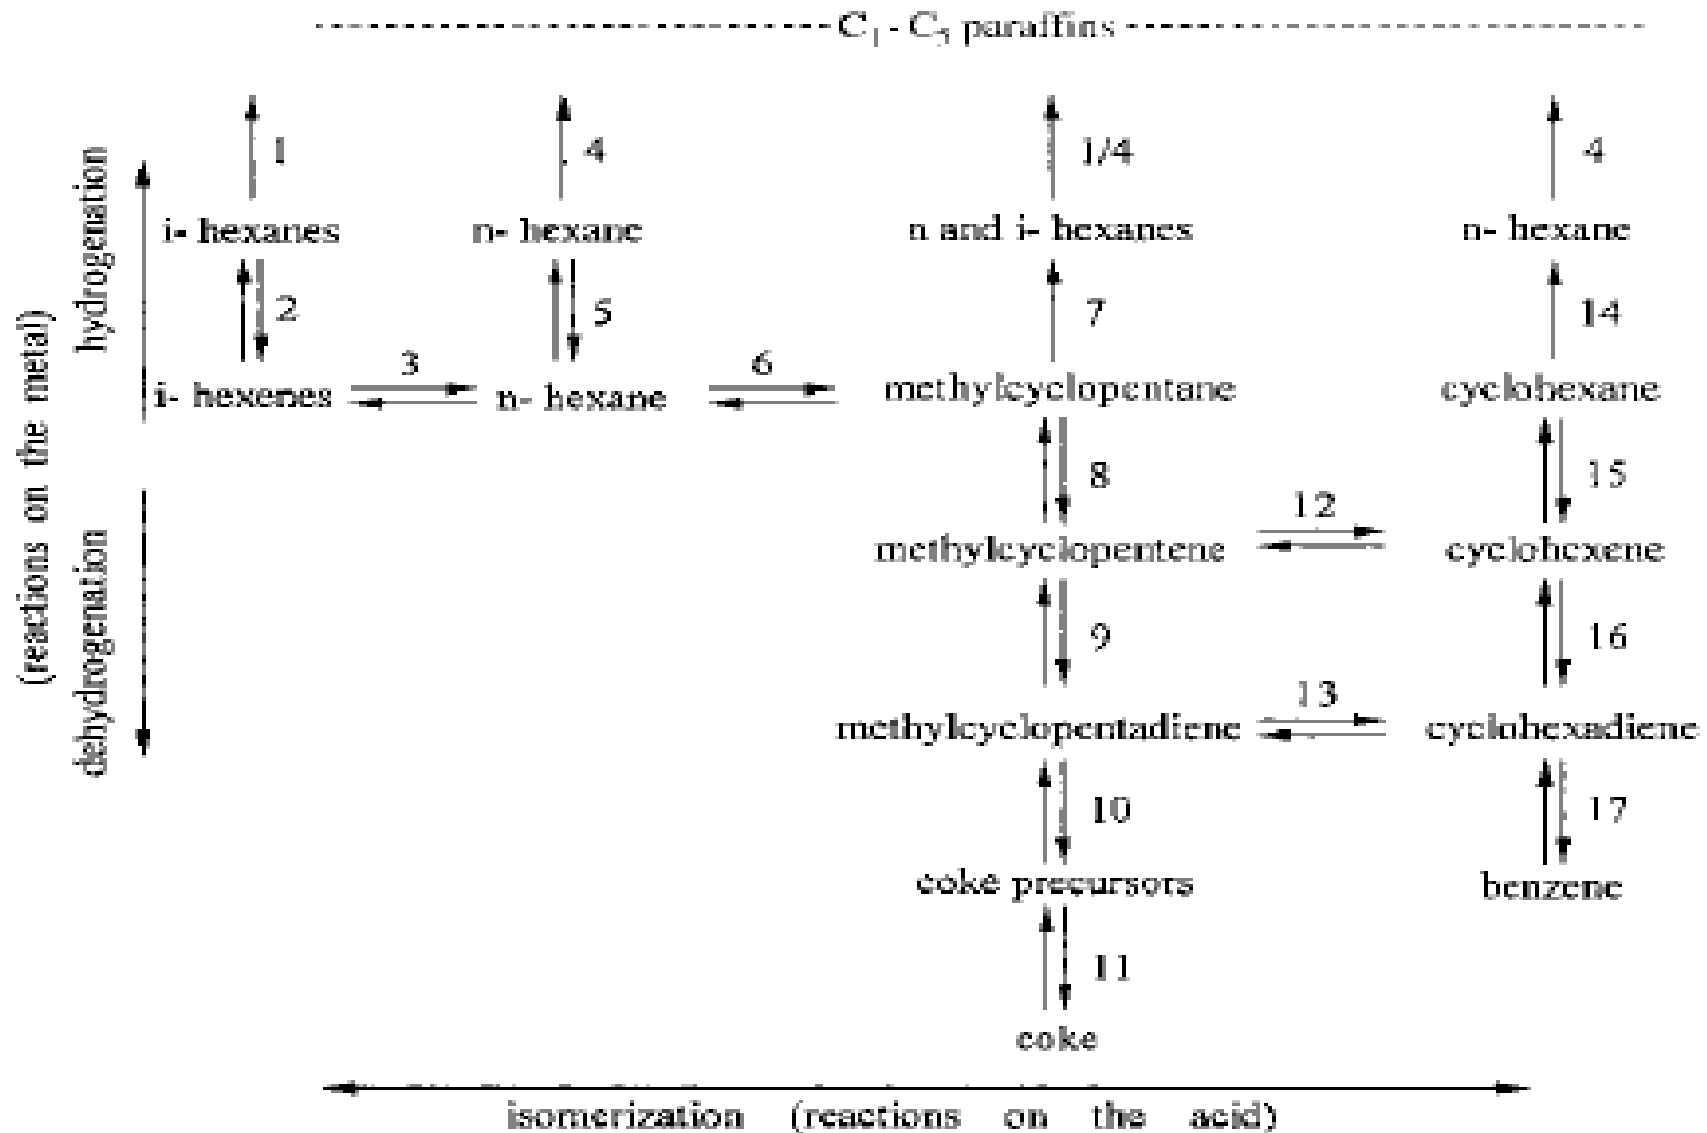 C1 - C5 paraffins
1 4 1/4 4
i- hexanes n- hexane n and i- hexanes n- hexane
2 5 7 14
3 6
i- hexenes n- hexane methylcyclopentane cyclohexane
8 15
12
methylcyclopentene cyclohexene
9 16
13
methylcyclopentadiene cyclohexadiene
10 17
coke precursors benzene
11
coke
isomerization (reactions on the acid)
(reactions on the metal)
hydrogenation
dehydrogenation